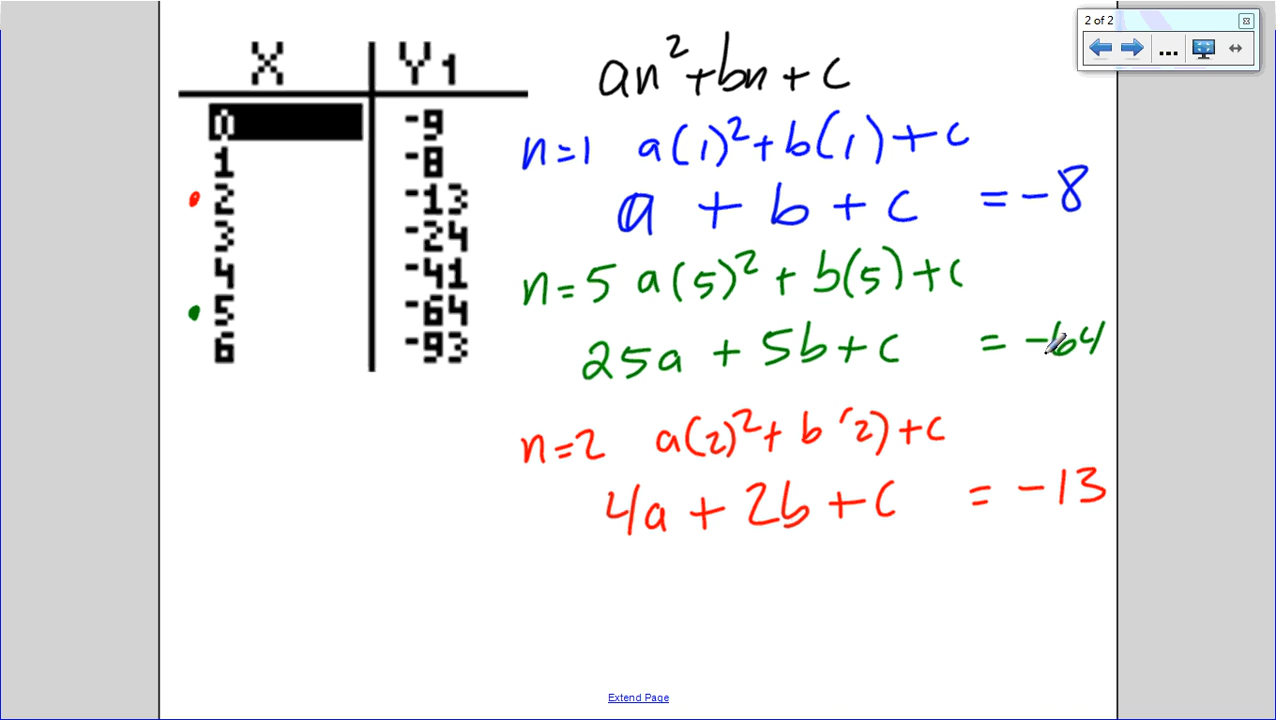 2 of 2
X Y1
0 -9
1 -8
2 -13
3 -24
4 -41
5 -64
6 -93
an²+bn+c
n=1 a(1)²+b(1)+c
a + b + c = -8
n=5 a(5)²+b(5)+c
25a + 5b+c = -64
n=2 a(2)²+b(2)+c
4a + 2b + c = -13
Extend Page